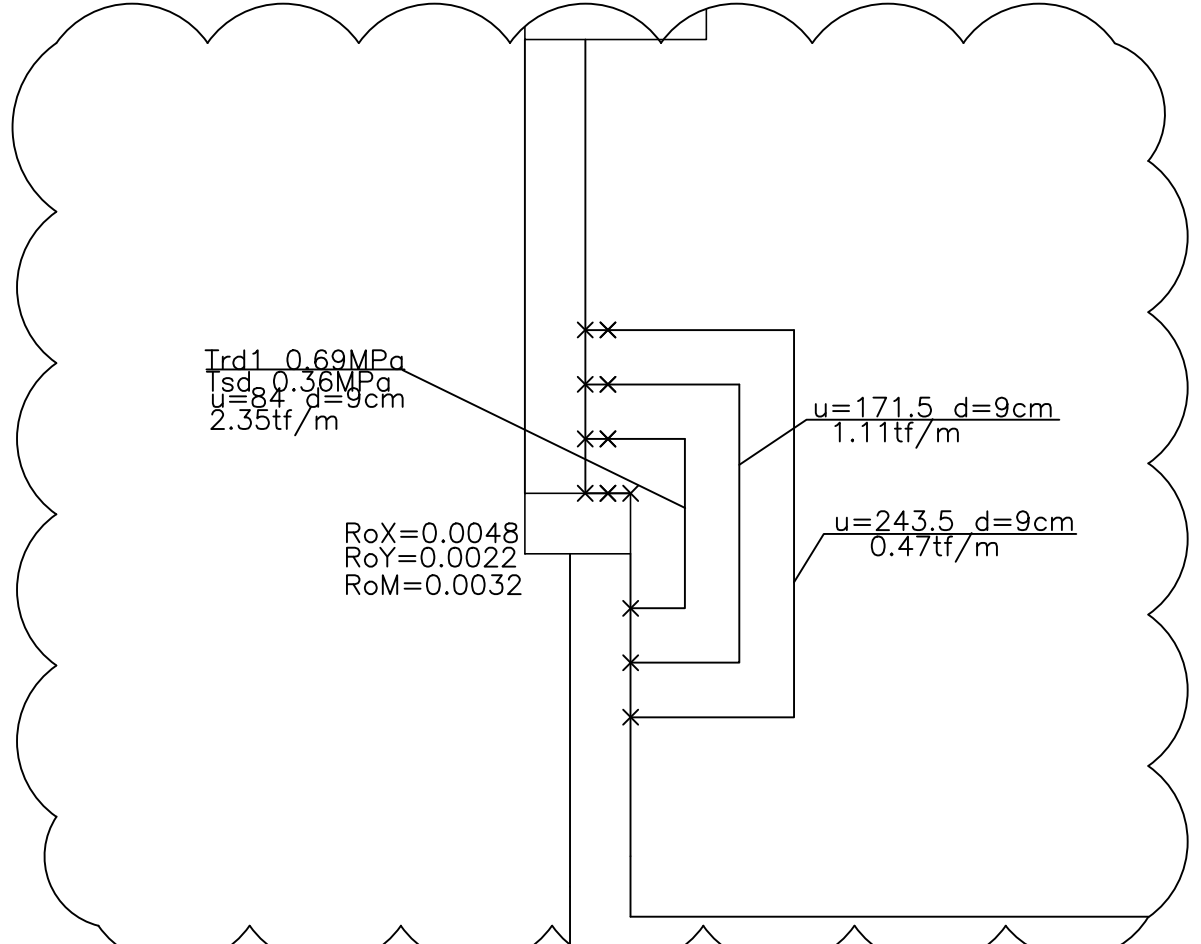 Trd1 0.69MPa
Tsd 0.36MPa
u=84 d=9cm
2.35tf/m
u=171.5 d=9cm
1.11tf/m
u=243.5 d=9cm
0.47tf/m
RoX=0.0048
RoY=0.0022
RoM=0.0032